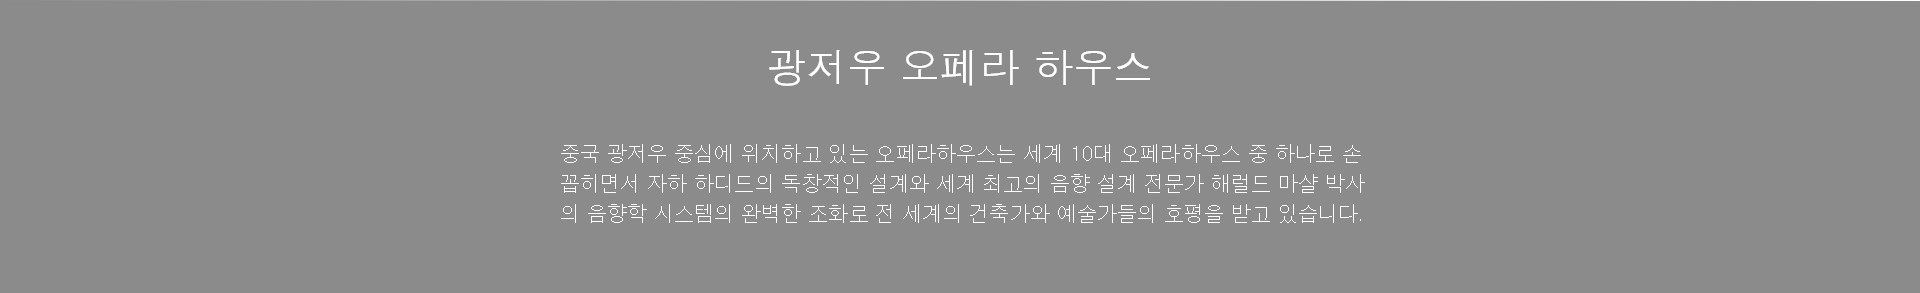 광저우 오페라 하우스
중국 광저우 중심에 위치하고 있는 오페라하우스는 세계 10대 오페라하우스 중 하나로 손
꼽히면서 자하 하디드의 독창적인 설계와 세계 최고의 음향 설계 전문가 해럴드 마샬 박사
의 음향학 시스템의 완벽한 조화로 전 세계의 건축가와 예술가들의 호평을 받고 있습니다.